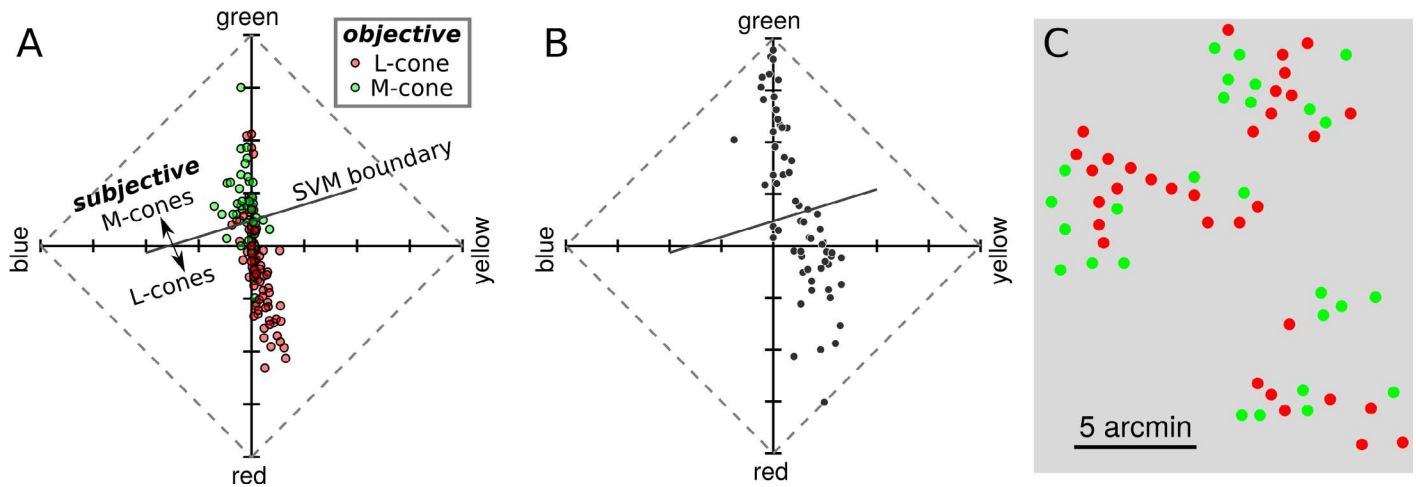 A
green
objective
L-cone
M-cone
subjective
M-cones
L-cones
SVM boundary
blue
yellow
red
B
green
blue
yellow
red
C
5 arcmin